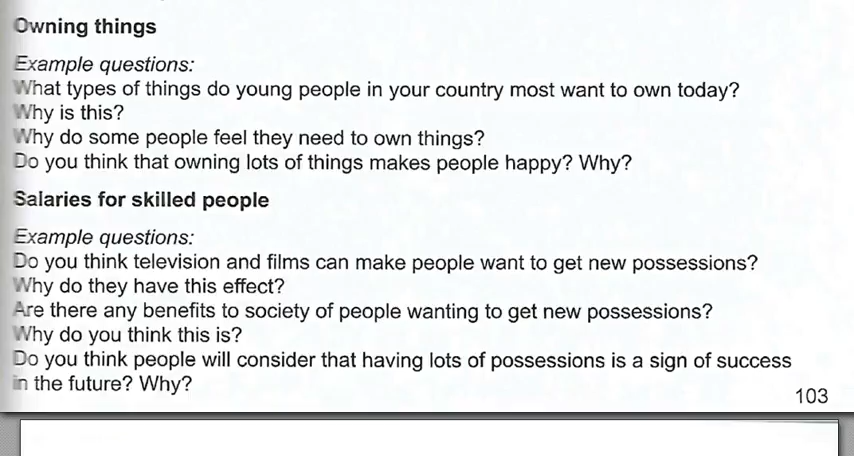 Owning things
Example questions:
What types of things do young people in your country most want to own today?
Why is this?
Why do some people feel they need to own things?
Do you think that owning lots of things makes people happy? Why?
Salaries for skilled people
Example questions:
Do you think television and films can make people want to get new possessions?
Why do they have this effect?
Are there any benefits to society of people wanting to get new possessions?
Why do you think this is?
Do you think people will consider that having lots of possessions is a sign of success
in the future? Why?
103